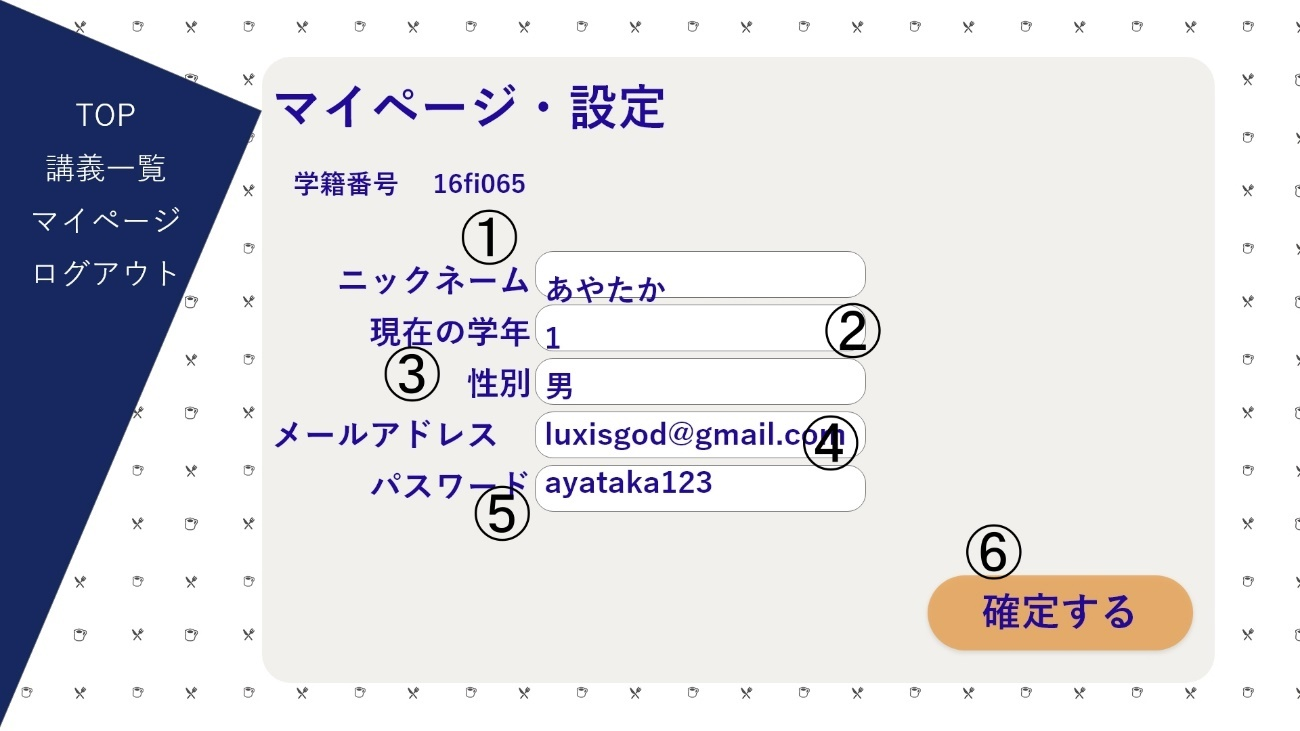 TOP
講義一覧
マイページ
ログアウト
マイページ・設定
学籍番号 16fi065
①
ニックネーム あやたか
現在の学年 1 ②
③ 性別 男
メールアドレス luxisgod@gmail.com ④
パスワード ayataka123
⑤
⑥
確定する